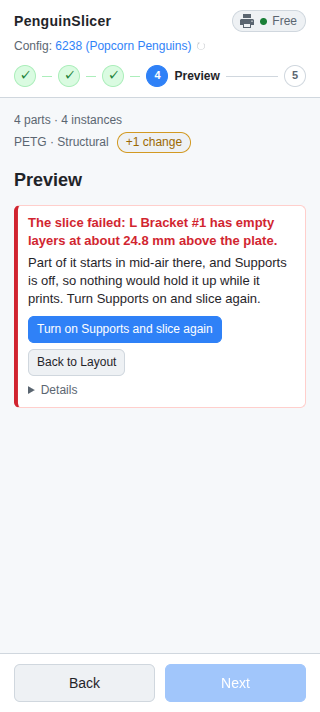 PenguinSlicer
Free
Config: 6238 (Popcorn Penguins)
✓ ✓ ✓ 4 Preview 5
4 parts · 4 instances
PETG · Structural +1 change
Preview
The slice failed: L Bracket #1 has empty
layers at about 24.8 mm above the plate.
Part of it starts in mid-air there, and Supports
is off, so nothing would hold it up while it
prints. Turn Supports on and slice again.
Turn on Supports and slice again
Back to Layout
Details
Back
Next